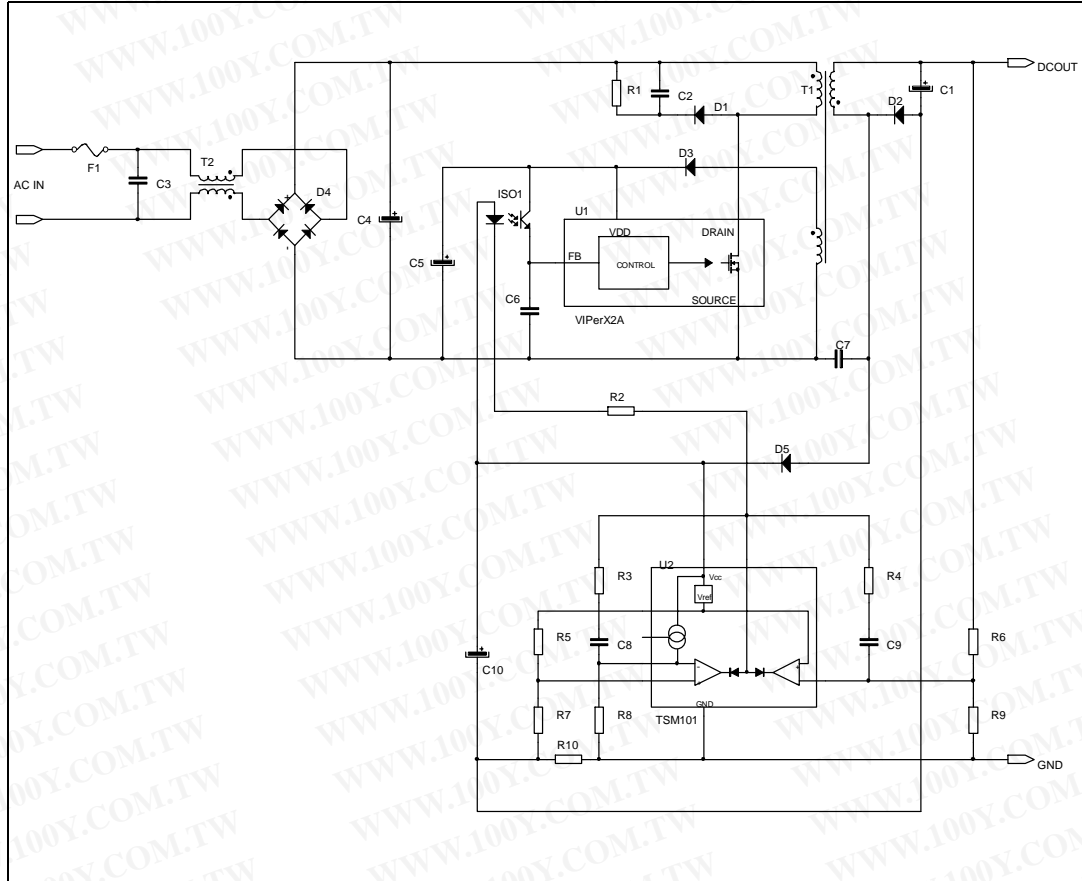 DCOUT
R1
C2
D1
T1
D2
C1
F1
T2
D3
AC IN
C3
ISO1
D4
U1
C4
VDD
DRAIN
C5
FB
CONTROL
C6
SOURCE
VIPerX2A
C7
R2
D5
U2
R3
Vcc
R4
Vref
R5
C8
C9
R6
C10
R7
R8
GND
TSM101
R9
R10
GND
WWW.100Y.COM.TW